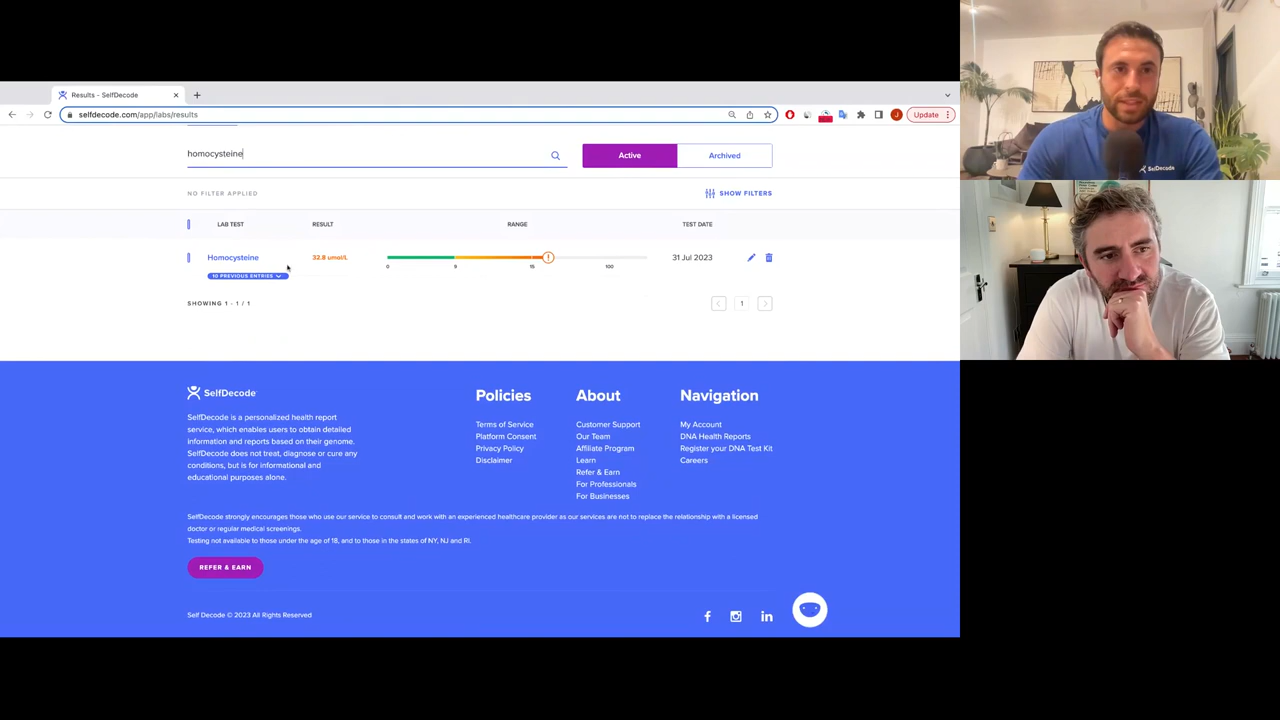 Results - SelfDecode
selfdecode.com/app/labs/results
Update
homocysteine
Active
Archived
NO FILTER APPLIED
SHOW FILTERS
LAB TEST
RESULT
RANGE
TEST DATE
Homocysteine
32.8 umol/L
31 Jul 2023
0
9
15
100
10 PREVIOUS ENTRIES
SHOWING 1 - 1 / 1
1
SelfDecode
SelfDecode is a personalized health report
service, which enables users to obtain detailed
information and reports based on their genome.
SelfDecode does not treat, diagnose or cure any
conditions, but is for informational and
educational purposes alone.
Policies
Terms of Service
Platform Consent
Privacy Policy
Disclaimer
About
Customer Support
Our Team
Affiliate Program
Learn
Refer & Earn
For Professionals
For Businesses
Navigation
My Account
DNA Health Reports
Register your DNA Test Kit
Careers
SelfDecode strongly encourages those who use our service to consult and work with an experienced healthcare provider as our services are not to replace the relationship with a licensed
doctor or regular medical screenings.
Testing not available to those under the age of 18, and to those in the states of NY, NJ and RI.
REFER & EARN
Self Decode © 2023 All Rights Reserved
SelfDecode